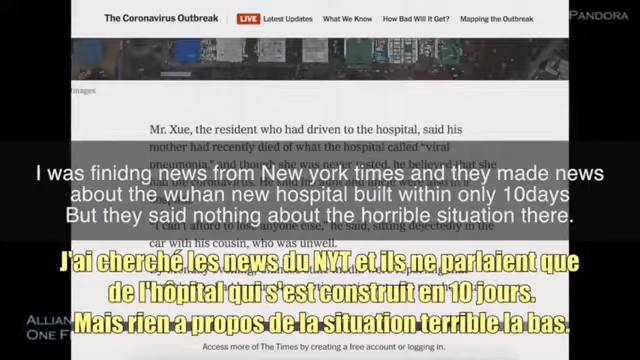 The Coronavirus Outbreak LIVE Latest Updates What We Know How Bad Will It Get? Mapping the Outbreak
PANDORA
Images
Mr. Xue, the resident who had driven to the hospital, said his
mother had recently died of what the hospital called “viral
pneumonia,” and though she was never tested, he believed that she
I was finidng news from New york times and they made news
about the wuhan new hospital built within only 10days
But they said nothing about the horrible situation there.
“I can’t afford to lose anyone else,” he said, sitting dejectedly in the
car with his cousin, who was unwell.
J'ai cherché les news du NYT et ils ne parlaient que
de l'hôpital qui s'est construit en 10 jours.
Mais rien a propos de la situation terrible la bas.
ALLIAN
ONE F
Access more of The Times by creating a free account or logging in.